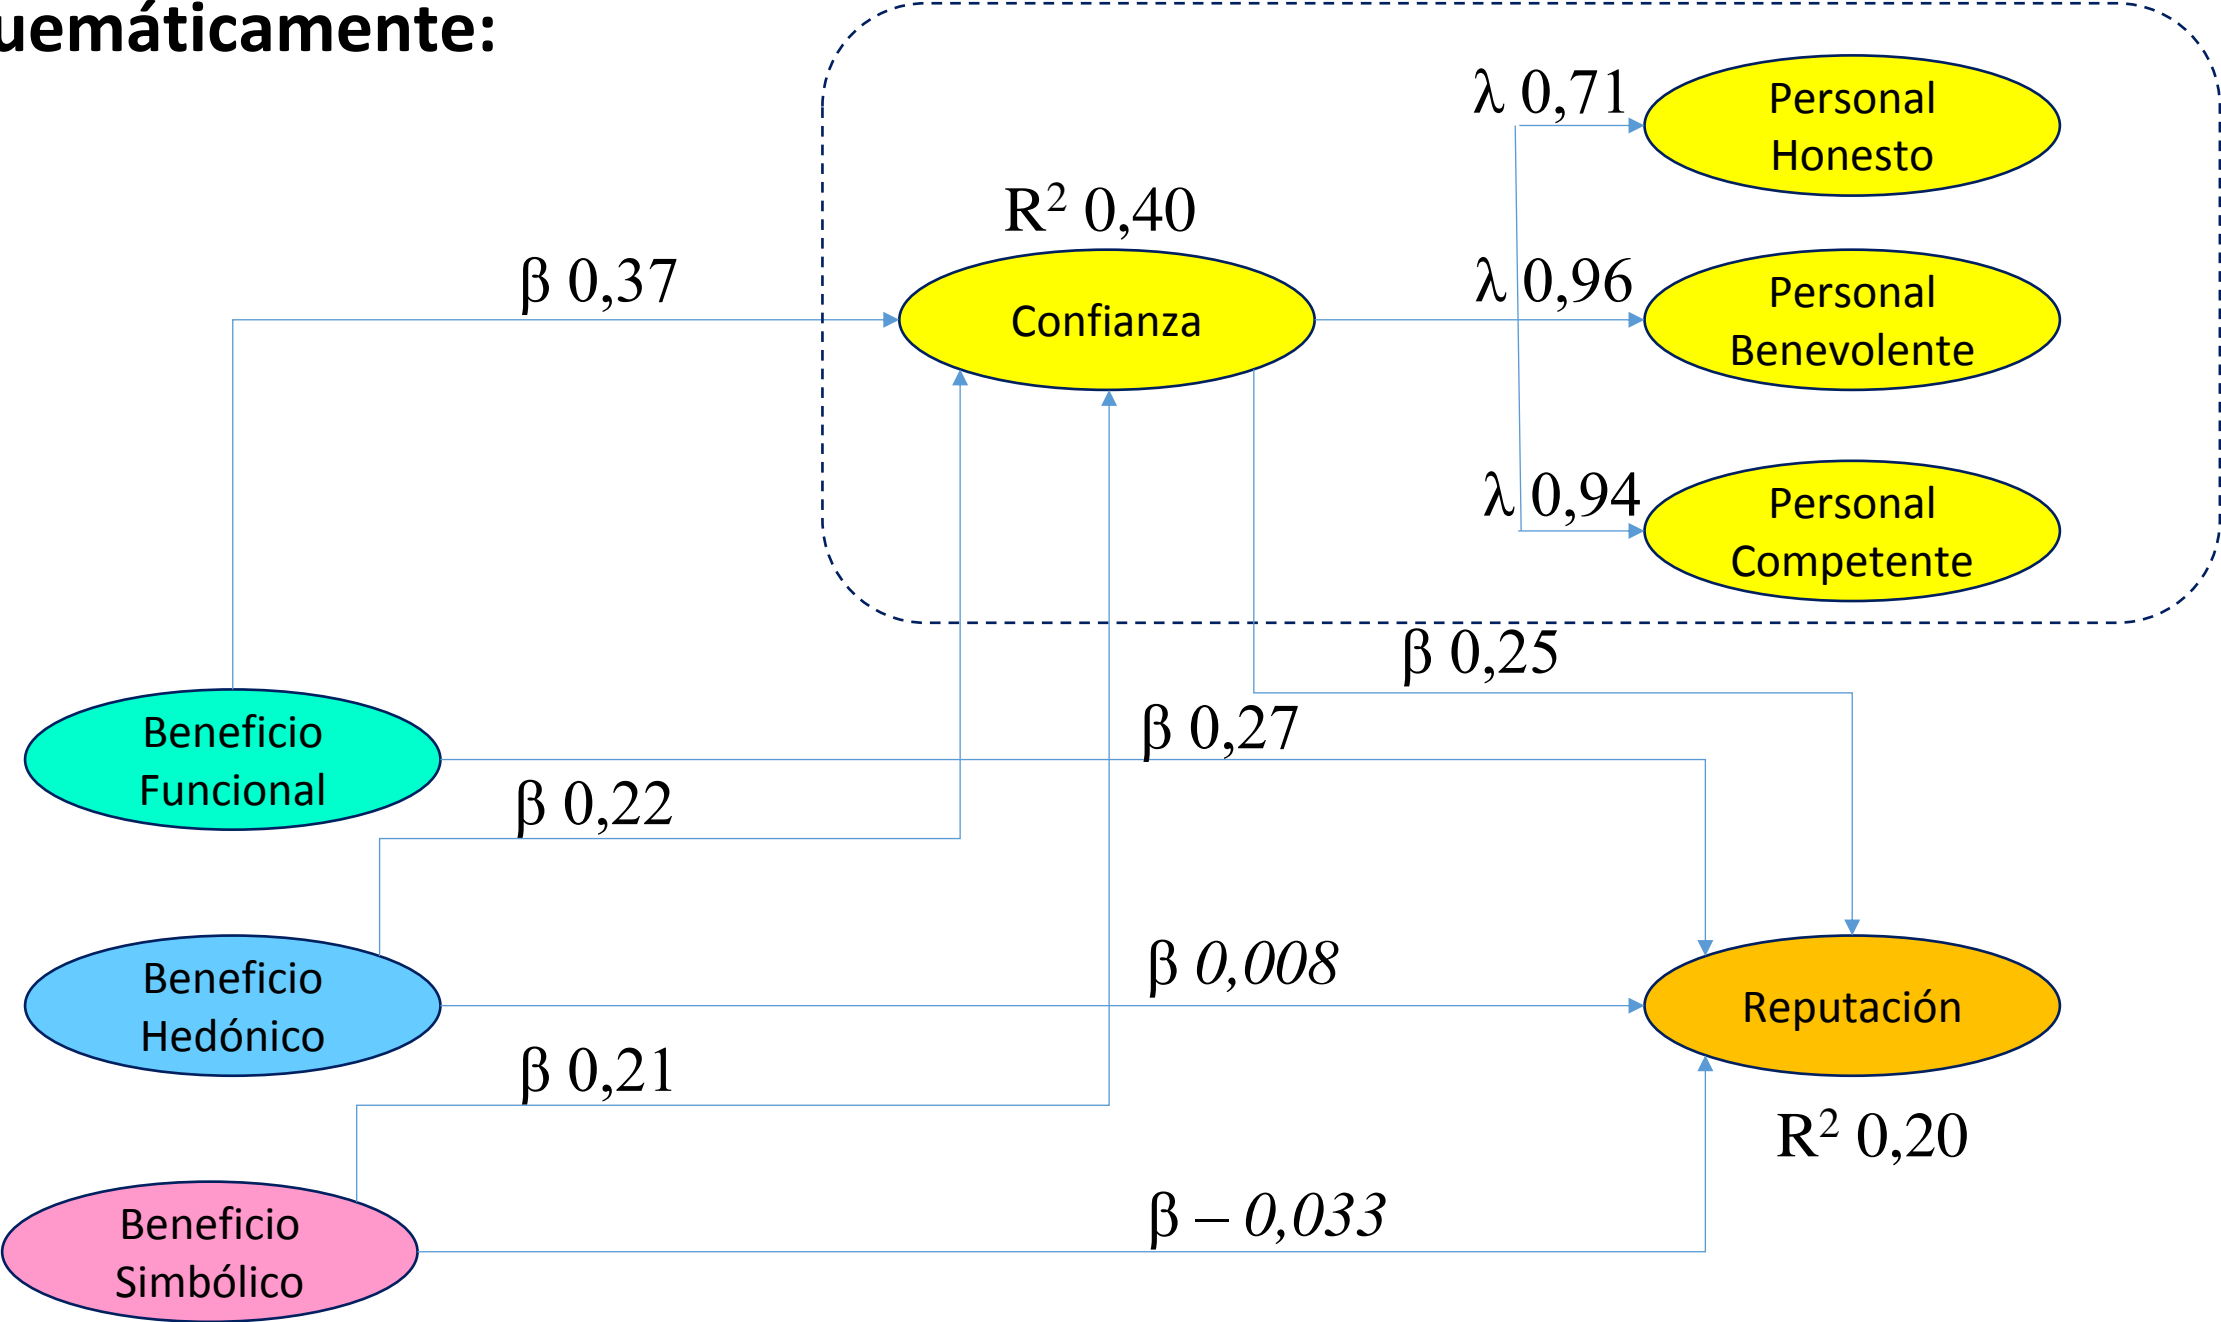 uemáticamente:
λ 0,71
Personal
Honesto
R² 0,40
β 0,37
Confianza
λ 0,96
Personal
Benevolente
λ 0,94
Personal
Competente
β 0,25
β 0,27
Beneficio
Funcional
β 0,22
Beneficio
Hedónico
β 0,008
Reputación
β 0,21
R² 0,20
Beneficio
Simbólico
β – 0,033